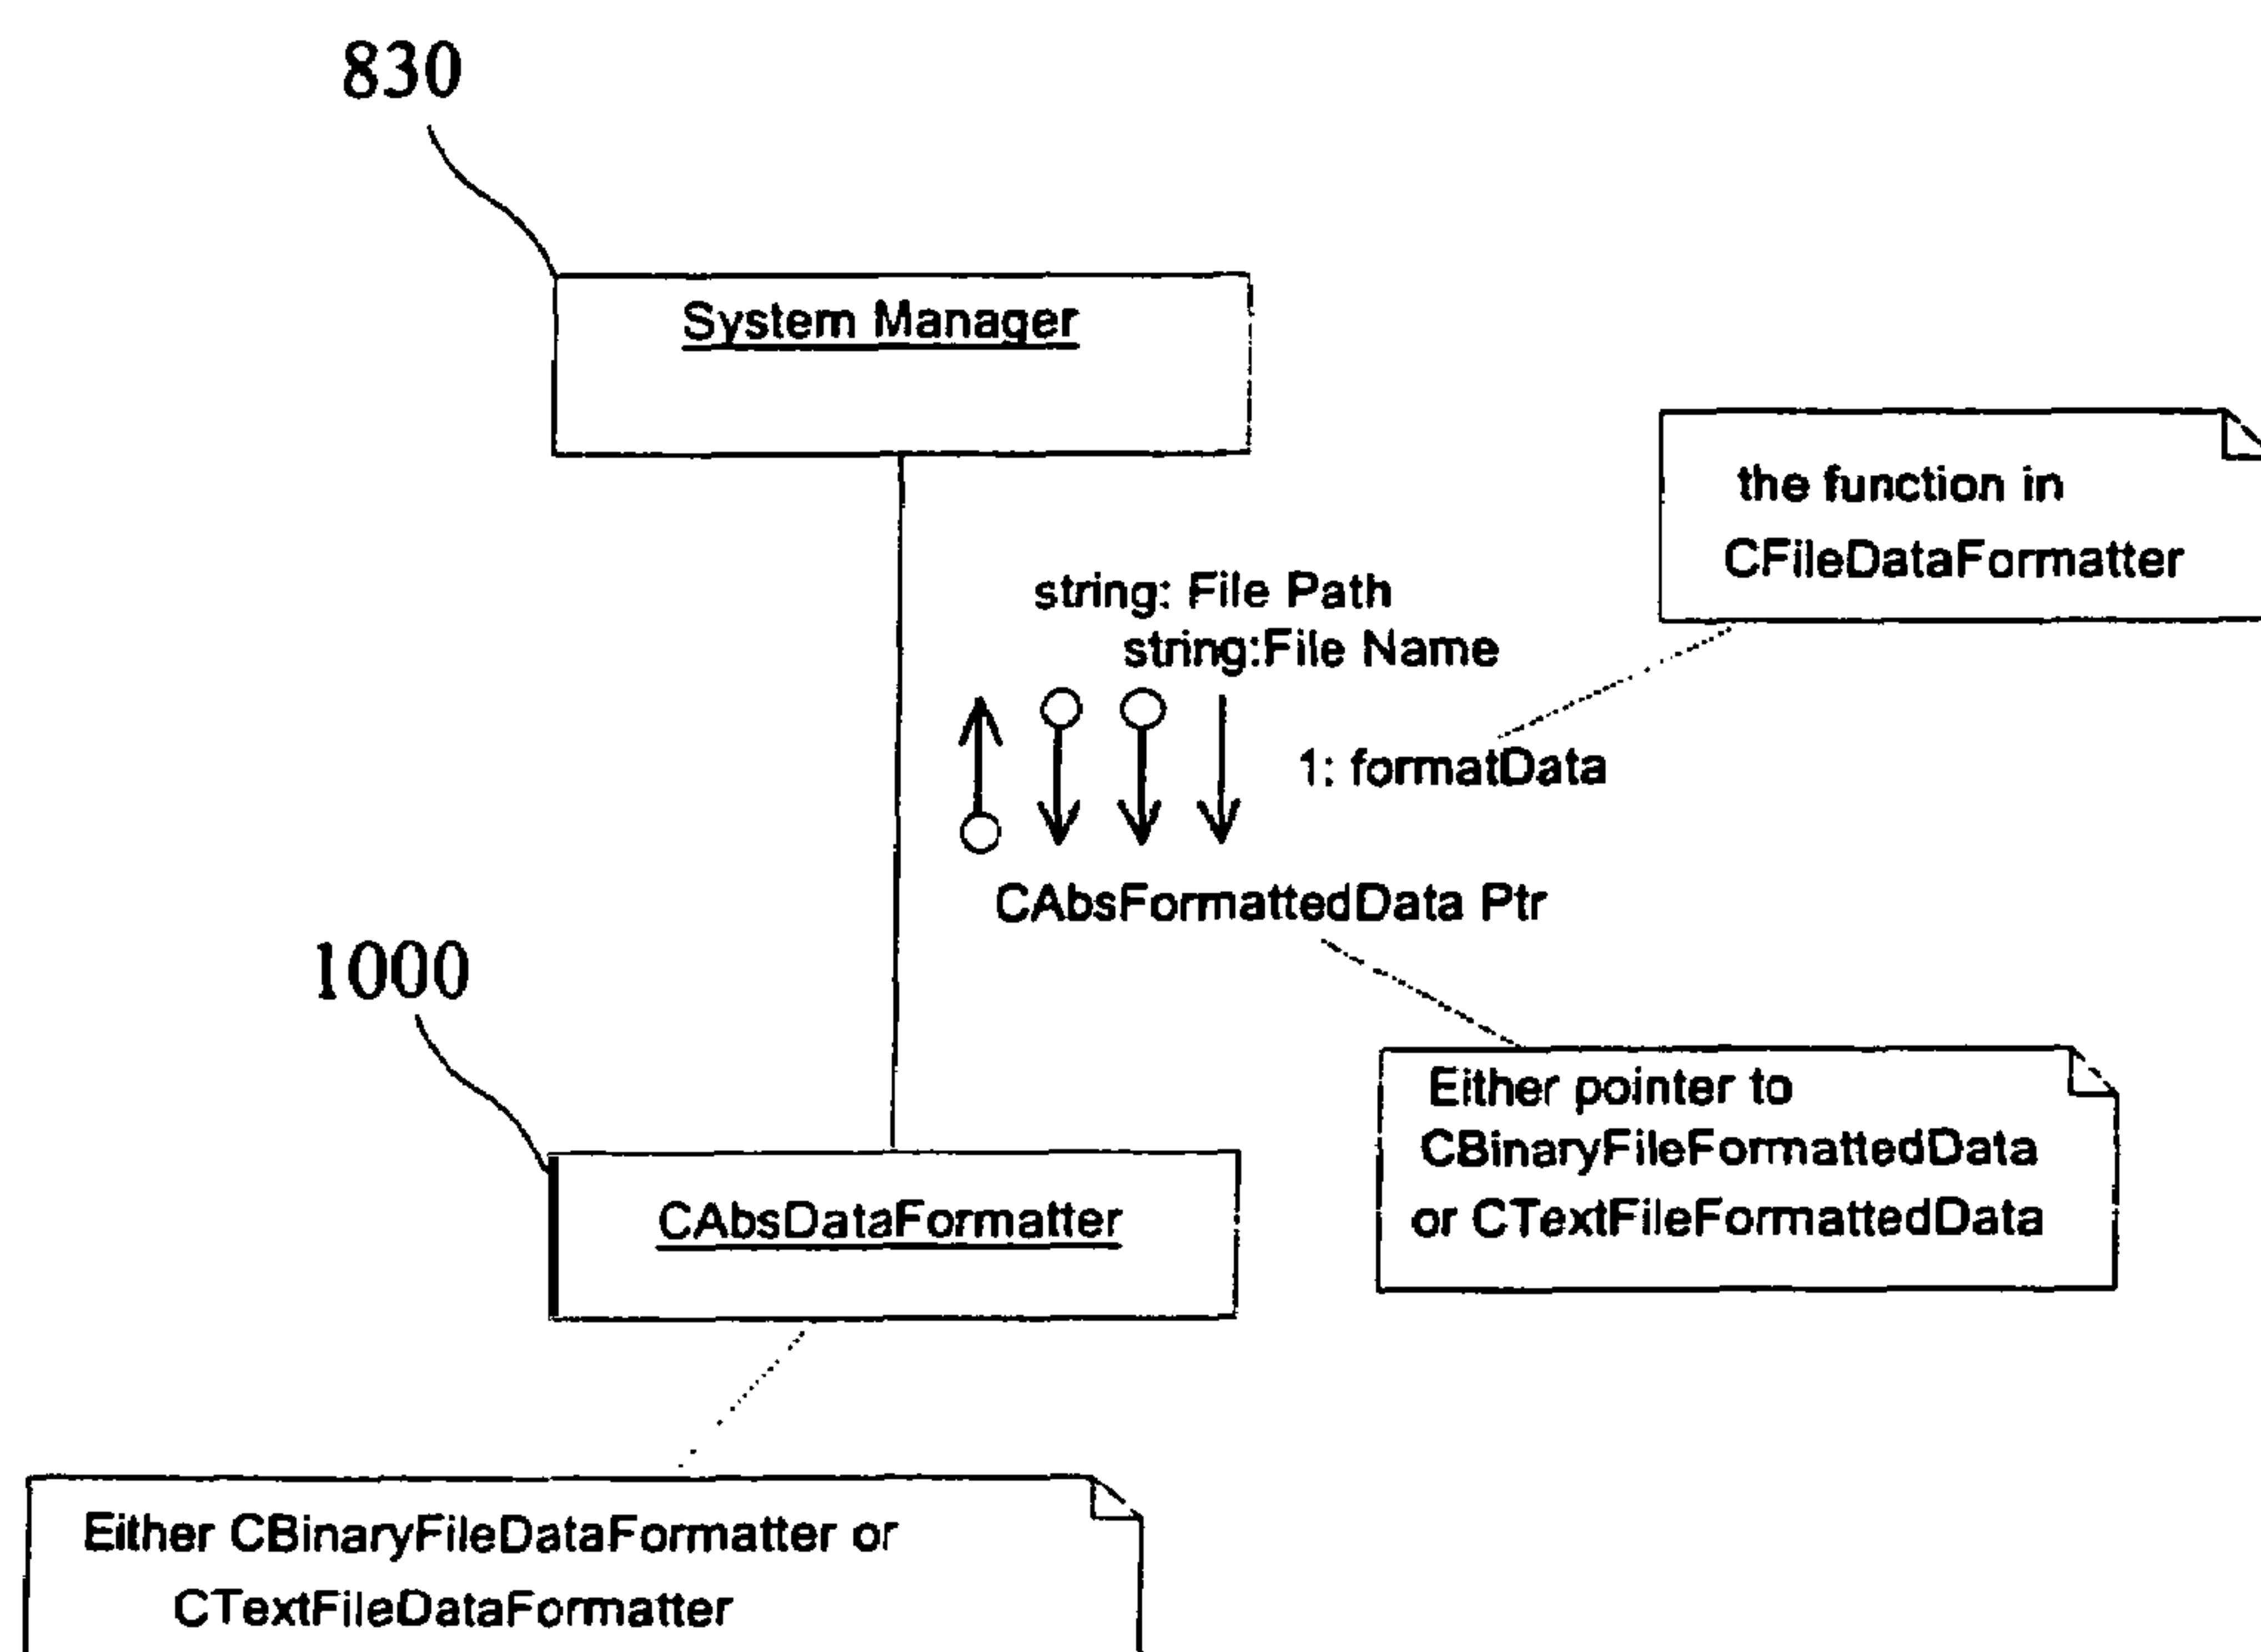 830
System Manager
the function in
CFileDataFormatter
string: File Path
string:File Name
1: formatData
CAbsFormattedData Ptr
1000
Either pointer to
CBinaryFileFormattedData
or CTextFileFormattedData
CAbsDataFormatter
Either CBinaryFileDataFormatter or
CTextFileDataFormatter